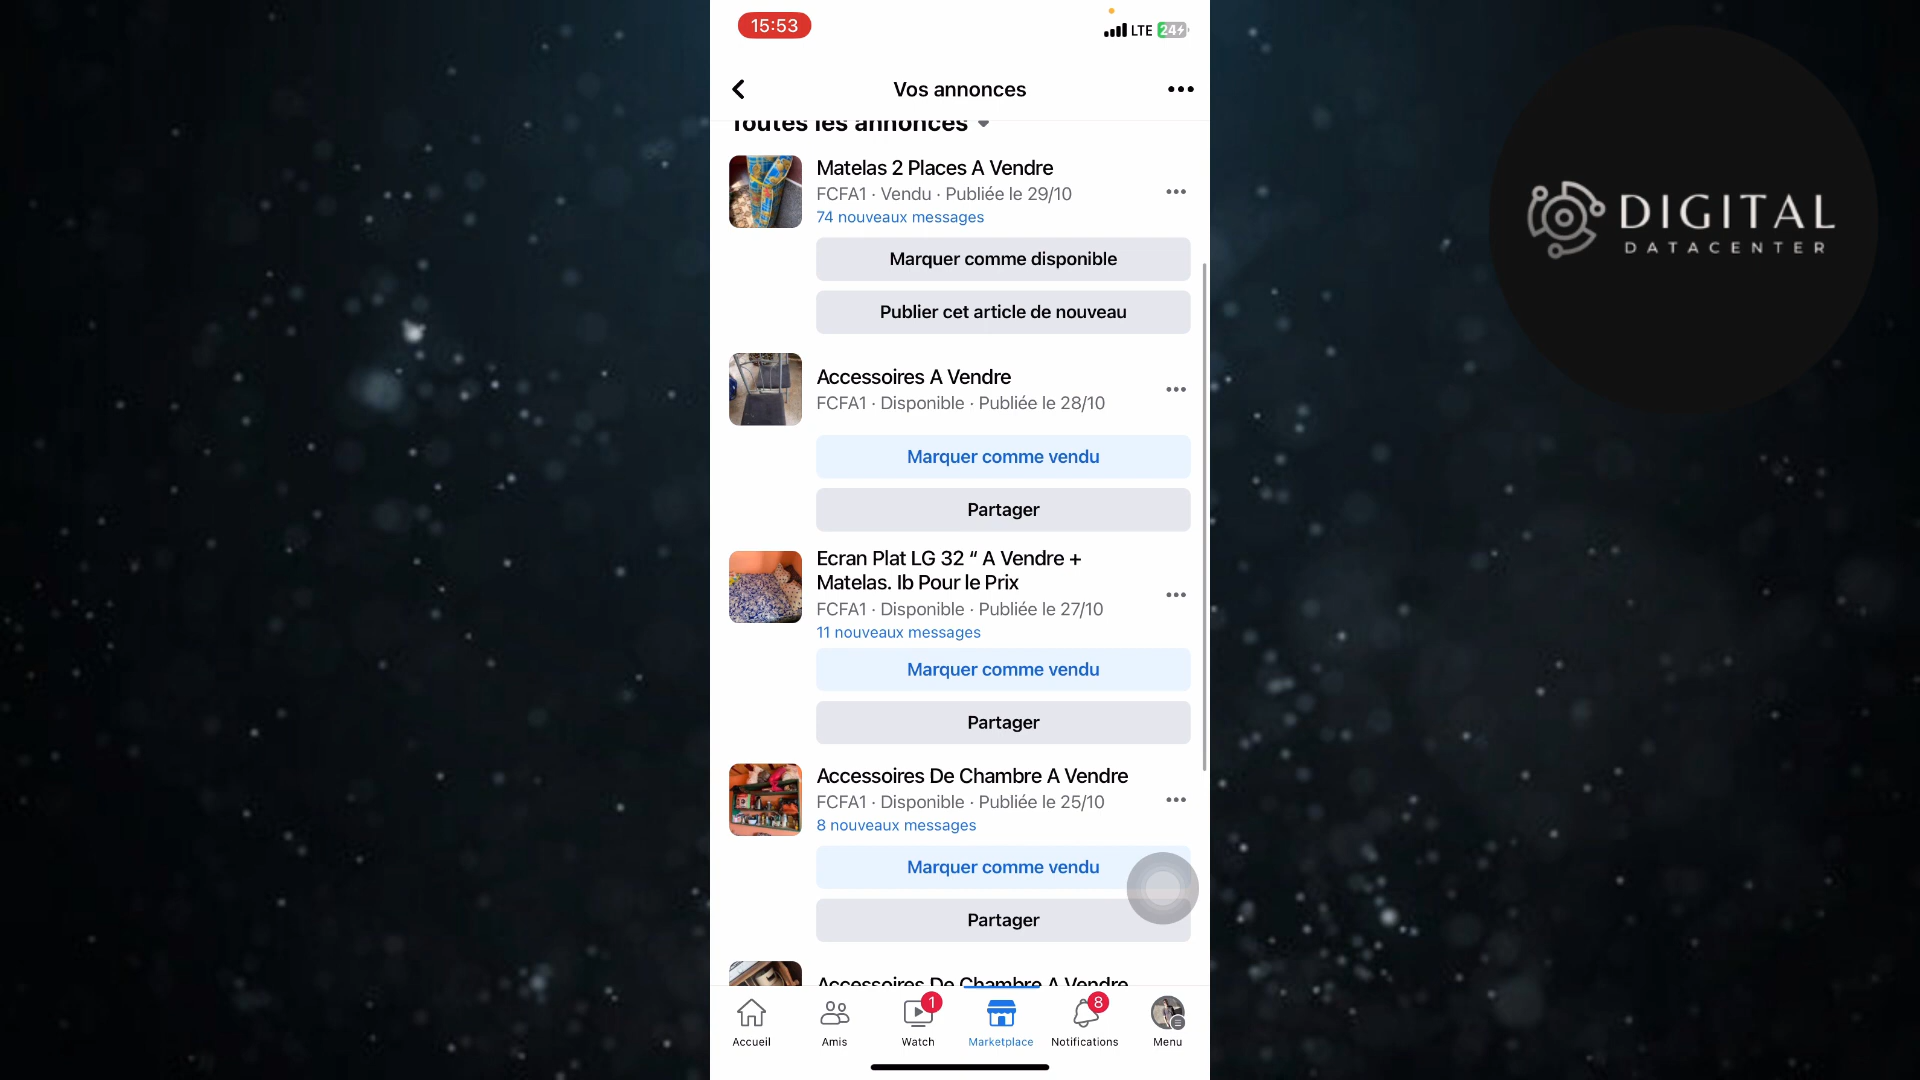 15:53
LTE 24
Vos annonces
Toutes les annonces
Matelas 2 Places A Vendre
FCFA1 · Vendu · Publiée le 29/10
74 nouveaux messages
Marquer comme disponible
Publier cet article de nouveau
Accessoires A Vendre
FCFA1 · Disponible · Publiée le 28/10
Marquer comme vendu
Partager
Ecran Plat LG 32 “ A Vendre +
Matelas. Ib Pour le Prix
FCFA1 · Disponible · Publiée le 27/10
11 nouveaux messages
Marquer comme vendu
Partager
Accessoires De Chambre A Vendre
FCFA1 · Disponible · Publiée le 25/10
8 nouveaux messages
Marquer comme vendu
Partager
Accessoires De Chambre A Vendre
1
8
Accueil
Amis
Watch
Marketplace
Notifications
Menu
DIGITAL
DATACENTER